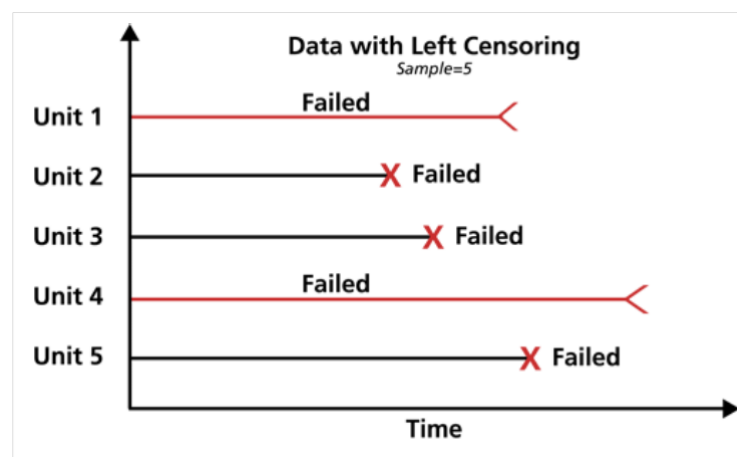 Data with Left Censoring
Sample=5
Unit 1
Failed
Unit 2
Failed
Unit 3
Failed
Unit 4
Failed
Unit 5
Failed
Time